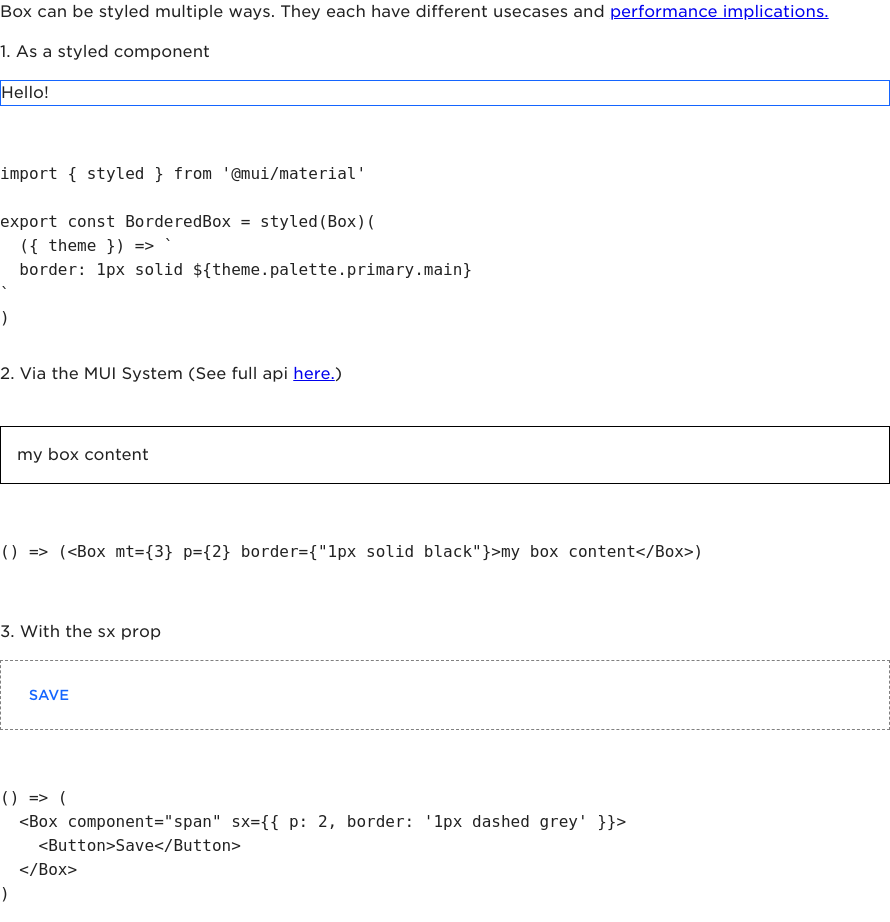 Box can be styled multiple ways. They each have different usecases and performance implications.
1. As a styled component
Hello!
import { styled } from '@mui/material'
export const BorderedBox = styled(Box)(
  ({ theme }) => `
  border: 1px solid ${theme.palette.primary.main}
`
)
2. Via the MUI System (See full api here.)
my box content
() => (<Box mt={3} p={2} border={"1px solid black"}>my box content</Box>)
3. With the sx prop
SAVE
() => (
  <Box component="span" sx={{ p: 2, border: '1px dashed grey' }}>
    <Button>Save</Button>
  </Box>
)